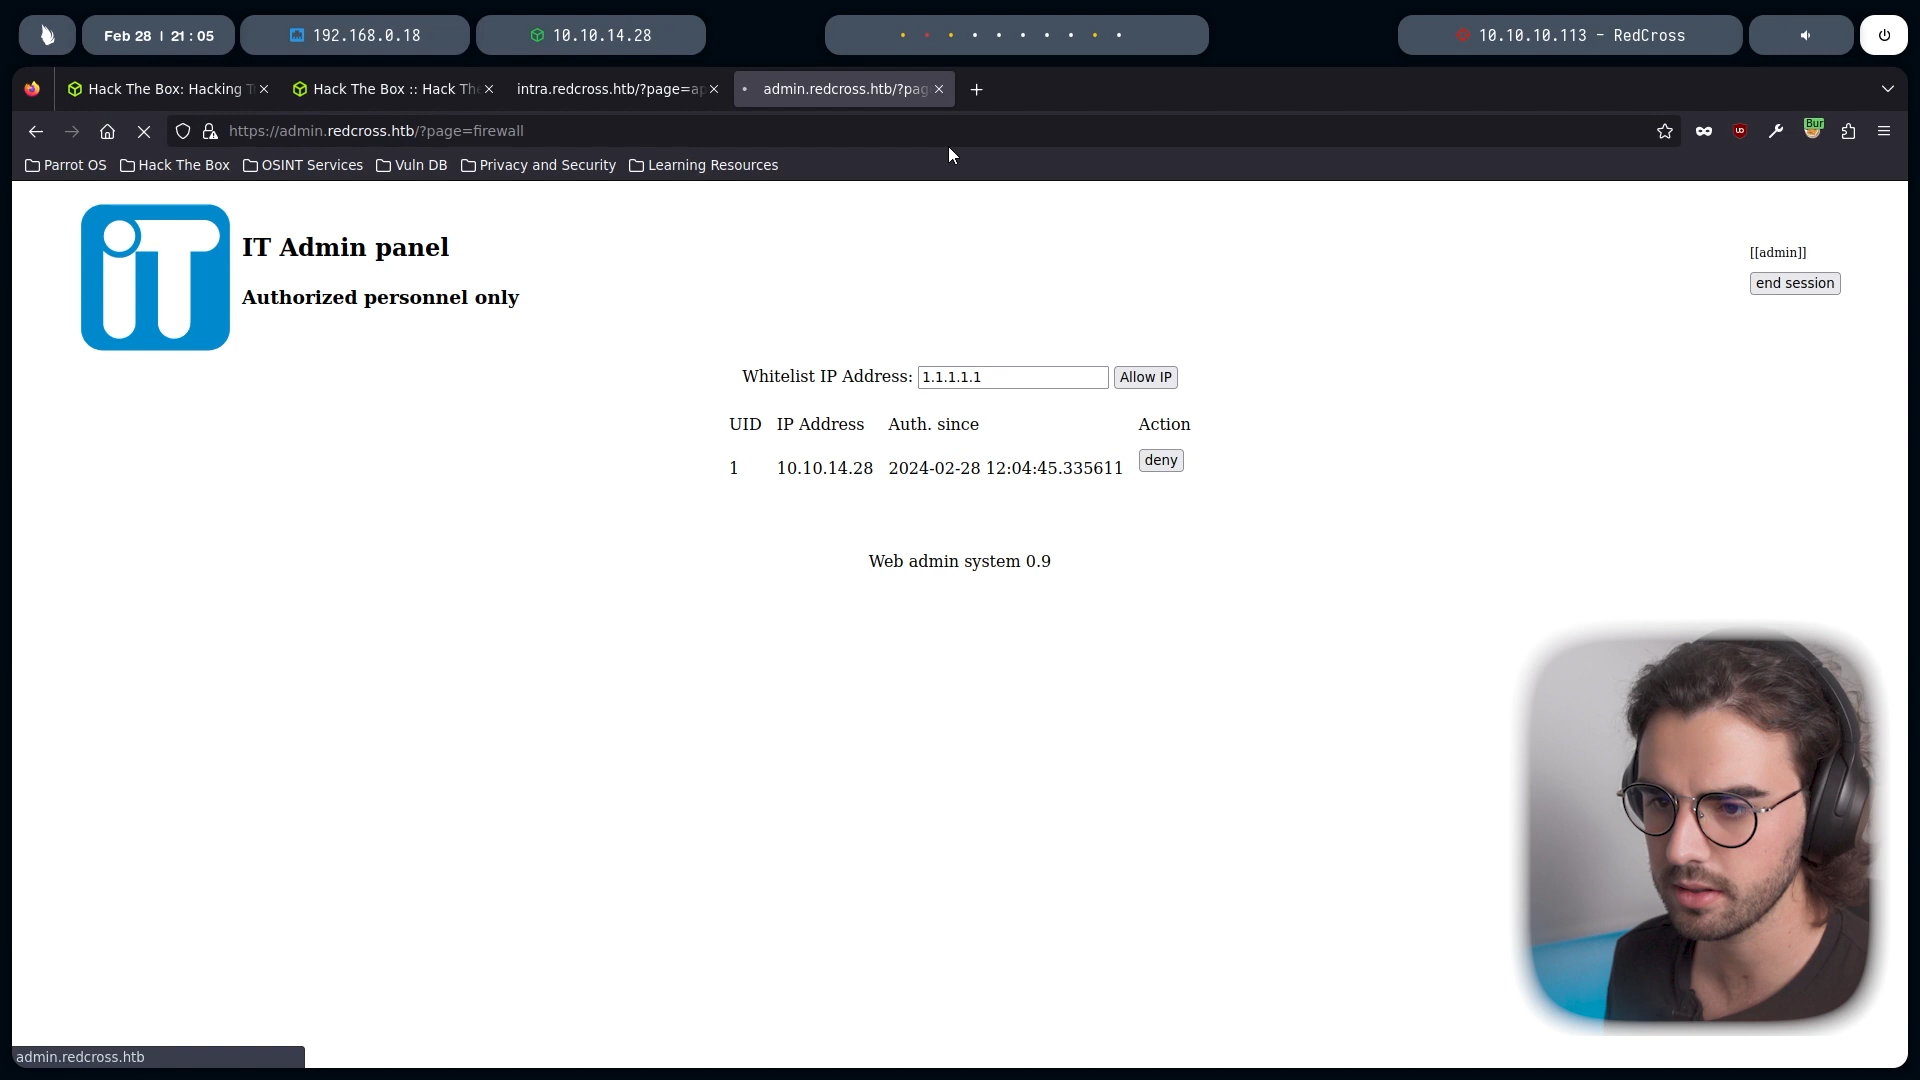 Feb 28 | 21:05
192.168.0.18
10.10.14.28
10.10.10.113 - RedCross
Hack The Box: Hacking T
Hack The Box :: Hack The
intra.redcross.htb/?page=ap
admin.redcross.htb/?pag
https://admin.redcross.htb/?page=firewall
Bur
Parrot OS
Hack The Box
OSINT Services
Vuln DB
Privacy and Security
Learning Resources
iT
IT Admin panel
Authorized personnel only
[[admin]]
end session
Whitelist IP Address: 1.1.1.1.1 Allow IP
UID IP Address Auth. since Action
1 10.10.14.28 2024-02-28 12:04:45.335611 deny
Web admin system 0.9
admin.redcross.htb